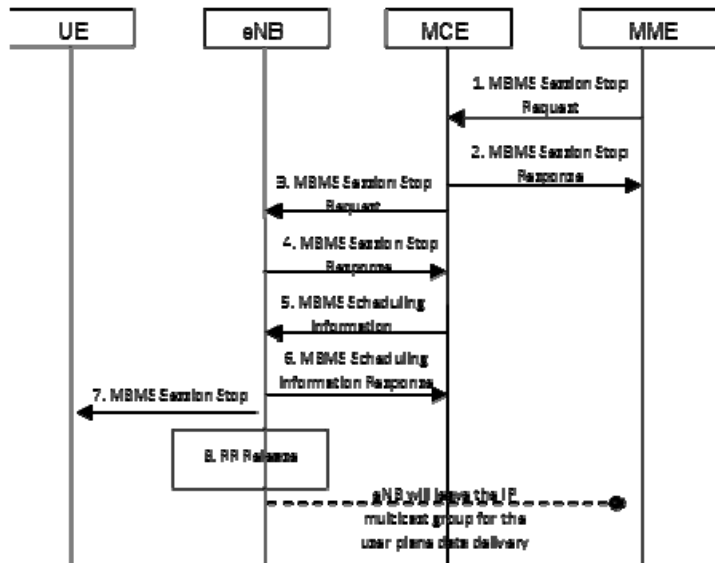 UE eNB MCE MME
1. MBMS Session Stop
Request
2. MBMS Session Stop
Response
3. MBMS Session Stop
Request
4. MBMS Session Stop
Response
5. MBMS Scheduling
Information
6. MBMS Scheduling
Information Response
7. MBMS Session Stop
8. RR Release
eNB will leave the IP
multicast group for the
user plane data delivery